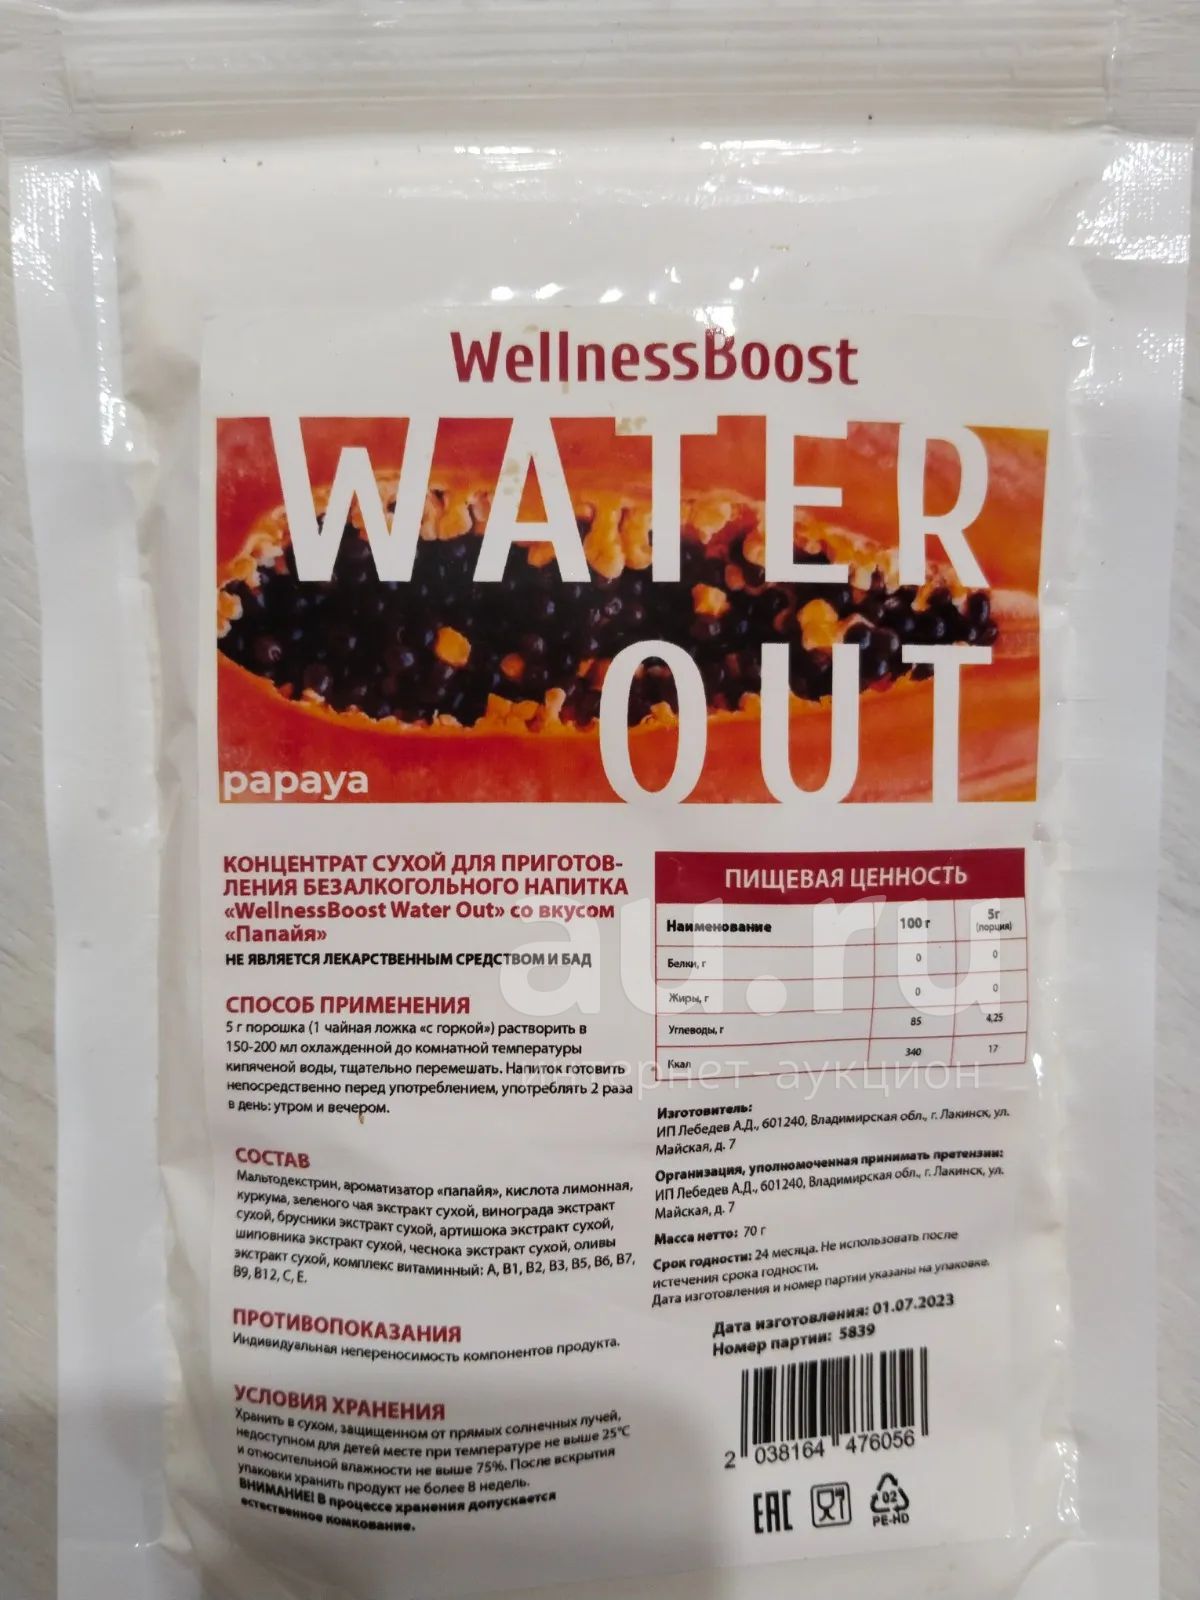 WellnessBoost
WATER
OUT
papaya
КОНЦЕНТРАТ СУХОЙ ДЛЯ ПРИГОТОВ-
ЛЕНИЯ БЕЗАЛКОГОЛЬНОГО НАПИТКА
«WellnessBoost Water Out» со вкусом
«Папайя»
НЕ ЯВЛЯЕТСЯ ЛЕКАРСТВЕННЫМ СРЕДСТВОМ И БАД
СПОСОБ ПРИМЕНЕНИЯ
5 г порошка (1 чайная ложка «с горкой») растворить в
150-200 мл охлажденной до комнатной температуры
кипяченой воды, тщательно перемешать. Напиток готовить
непосредственно перед употреблением, употреблять 2 раза
в день: утром и вечером.
СОСТАВ
Мальтодекстрин, ароматизатор «папайя», кислота лимонная,
куркума, зеленого чая экстракт сухой, винограда экстракт
сухой, брусники экстракт сухой, артишока экстракт сухой,
шиповника экстракт сухой, чеснока экстракт сухой, оливы
экстракт сухой, комплекс витаминный: А, В1, В2, В3, В5, В6, В7,
В9, В12, С, Е.
ПРОТИВОПОКАЗАНИЯ
Индивидуальная непереносимость компонентов продукта.
УСЛОВИЯ ХРАНЕНИЯ
Хранить в сухом, защищенном от прямых солнечных лучей,
недоступном для детей месте при температуре не выше 25°С
и относительной влажности не выше 75%. После вскрытия
упаковки хранить продукт не более 8 недель.
ВНИМАНИЕ! В процессе хранения допускается
естественное комкование.
ПИЩЕВАЯ ЦЕННОСТЬ
Наименование 100 г 5г (порция)
Белки, г 0 0
Жиры, г 0 0
Углеводы, г 85 4,25
Ккал 340 17
Изготовитель:
ИП Лебедев А.Д., 601240, Владимирская обл., г. Лакинск, ул.
Майская, д. 7
Организация, уполномоченная принимать претензии:
ИП Лебедев А.Д., 601240, Владимирская обл., г. Лакинск, ул.
Майская, д. 7
Масса нетто: 70 г
Срок годности: 24 месяца. Не использовать после
истечения срока годности.
Дата изготовления и номер партии указаны на упаковке.
Дата изготовления: 01.07.2023
Номер партии: 5839
2 038164 476056
EAC
02
PE-HD
au.ru
интернет-аукцион